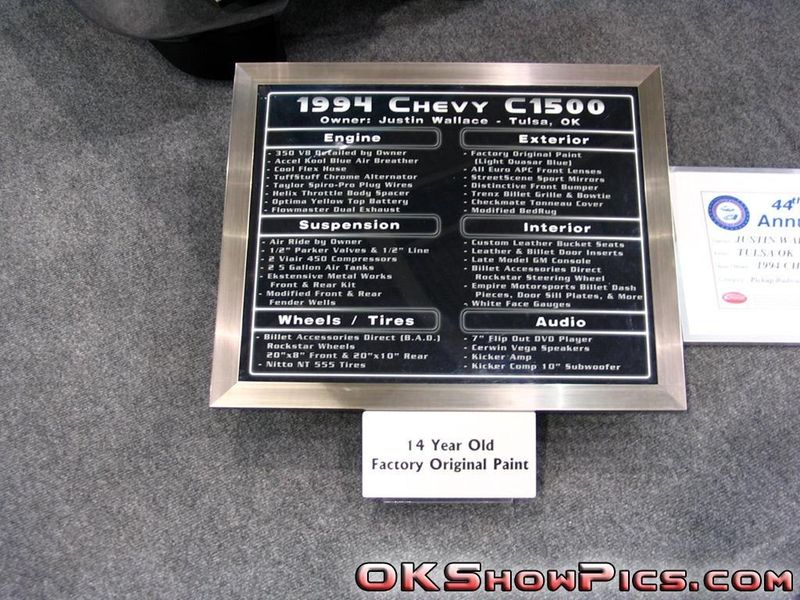 1994 Chevy C1500
Owner: Justin Wallace - Tulsa, OK
Engine
- 350 V8 Detailed by Owner
- Accel Kool Blue Air Breather
- Cool Flex Hose
- TuffStuff Chrome Alternator
- Taylor Spiro-Pro Plug Wires
- Helix Throttle Body Spacer
- Optima Yellow Top Battery
- Flowmaster Dual Exhaust
Suspension
- Air Ride by Owner
- 1/2" Parker Valves & 1/2" Line
- 2 Viair 450 Compressors
- 2 5 Gallon Air Tanks
- Ekstensive Metal Works
Front & Rear Kit
- Modified Front & Rear
Fender Wells
Wheels / Tires
- Billet Accessories Direct (B.A.D.)
Rockstar Wheels
20"x8" Front & 20"x10" Rear
- Nitto NT 555 Tires
Exterior
- Factory Original Paint
(Light Quasar Blue)
- All Euro APC Front Lenses
- StreetScene Sport Mirrors
- Distinctive Front Bumper
- Trenz Billet Grille & Bowtie
- Checkmate Tonneau Cover
- Modified BedRug
Interior
- Custom Leather Bucket Seats
- Leather & Billet Door Inserts
- Late Model GM Console
- Billet Accessories Direct
Rockstar Steering Wheel
- Empire Motorsports Billet Dash
Pieces, Door Sill Plates, & More
- White Face Gauges
Audio
- 7" Flip Out DVD Player
- Cerwin Vega Speakers
- Kicker Amp
- Kicker Comp 10" Subwoofer
14 Year Old
Factory Original Paint
44th
Annu
JUSTIN WA
TULSA OK
1994 CH
OKShowPics.com